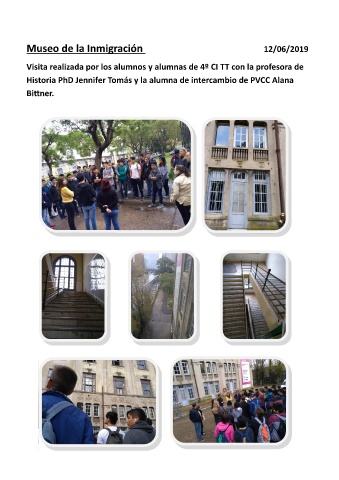 Museo de la Inmigración 12/06/2019
Visita realizada por los alumnos y alumnas de 4º CI TT con la profesora de
Historia PhD Jennifer Tomás y la alumna de intercambio de PVCC Alana
Bittner.